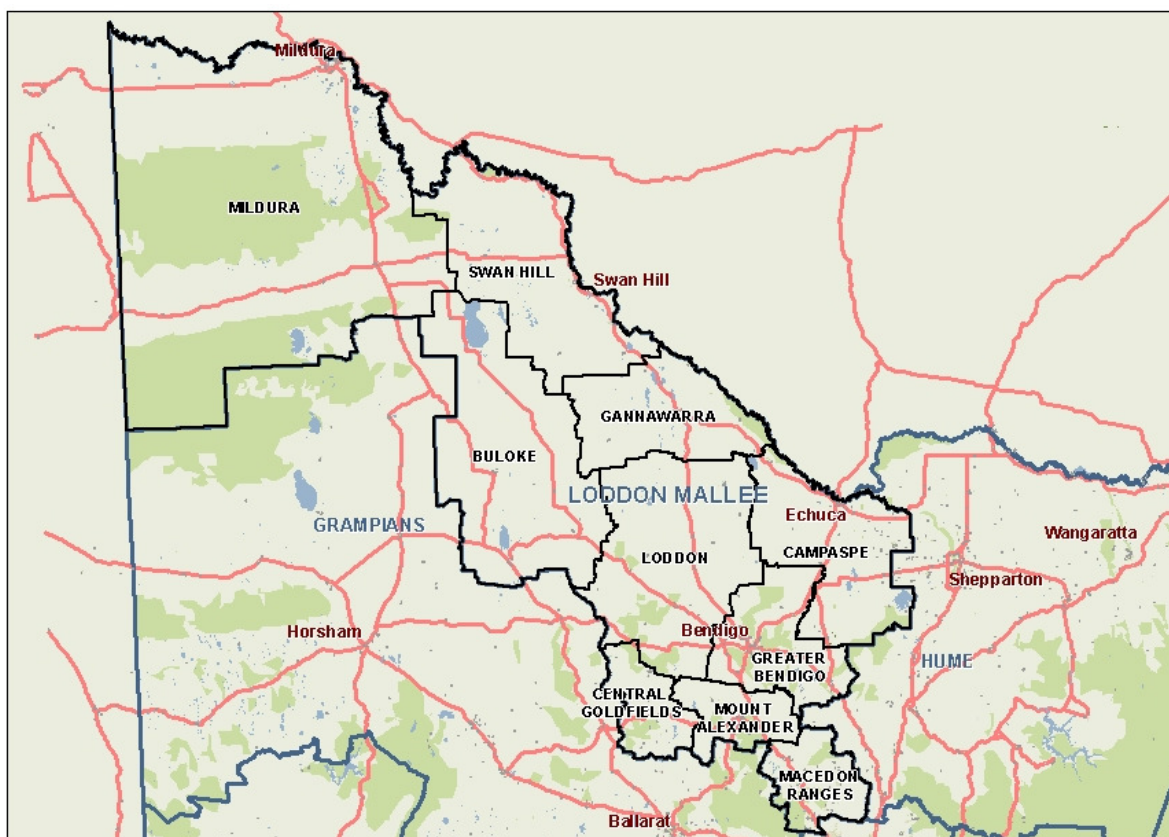 Mildura
MILDURA
SWAN HILL
Swan Hill
GANNAWARRA
BULOKE
LODDON MALLEE
Echuca
GRAMPIANS
Wangaratta
LODDON
CAMPASPE
Shepparton
Horsham
Bendigo
GREATER
BENDIGO
HUME
CENTRAL
GOLDFIELDS
MOUNT
ALEXANDER
MACEDON
RANGES
Ballarat